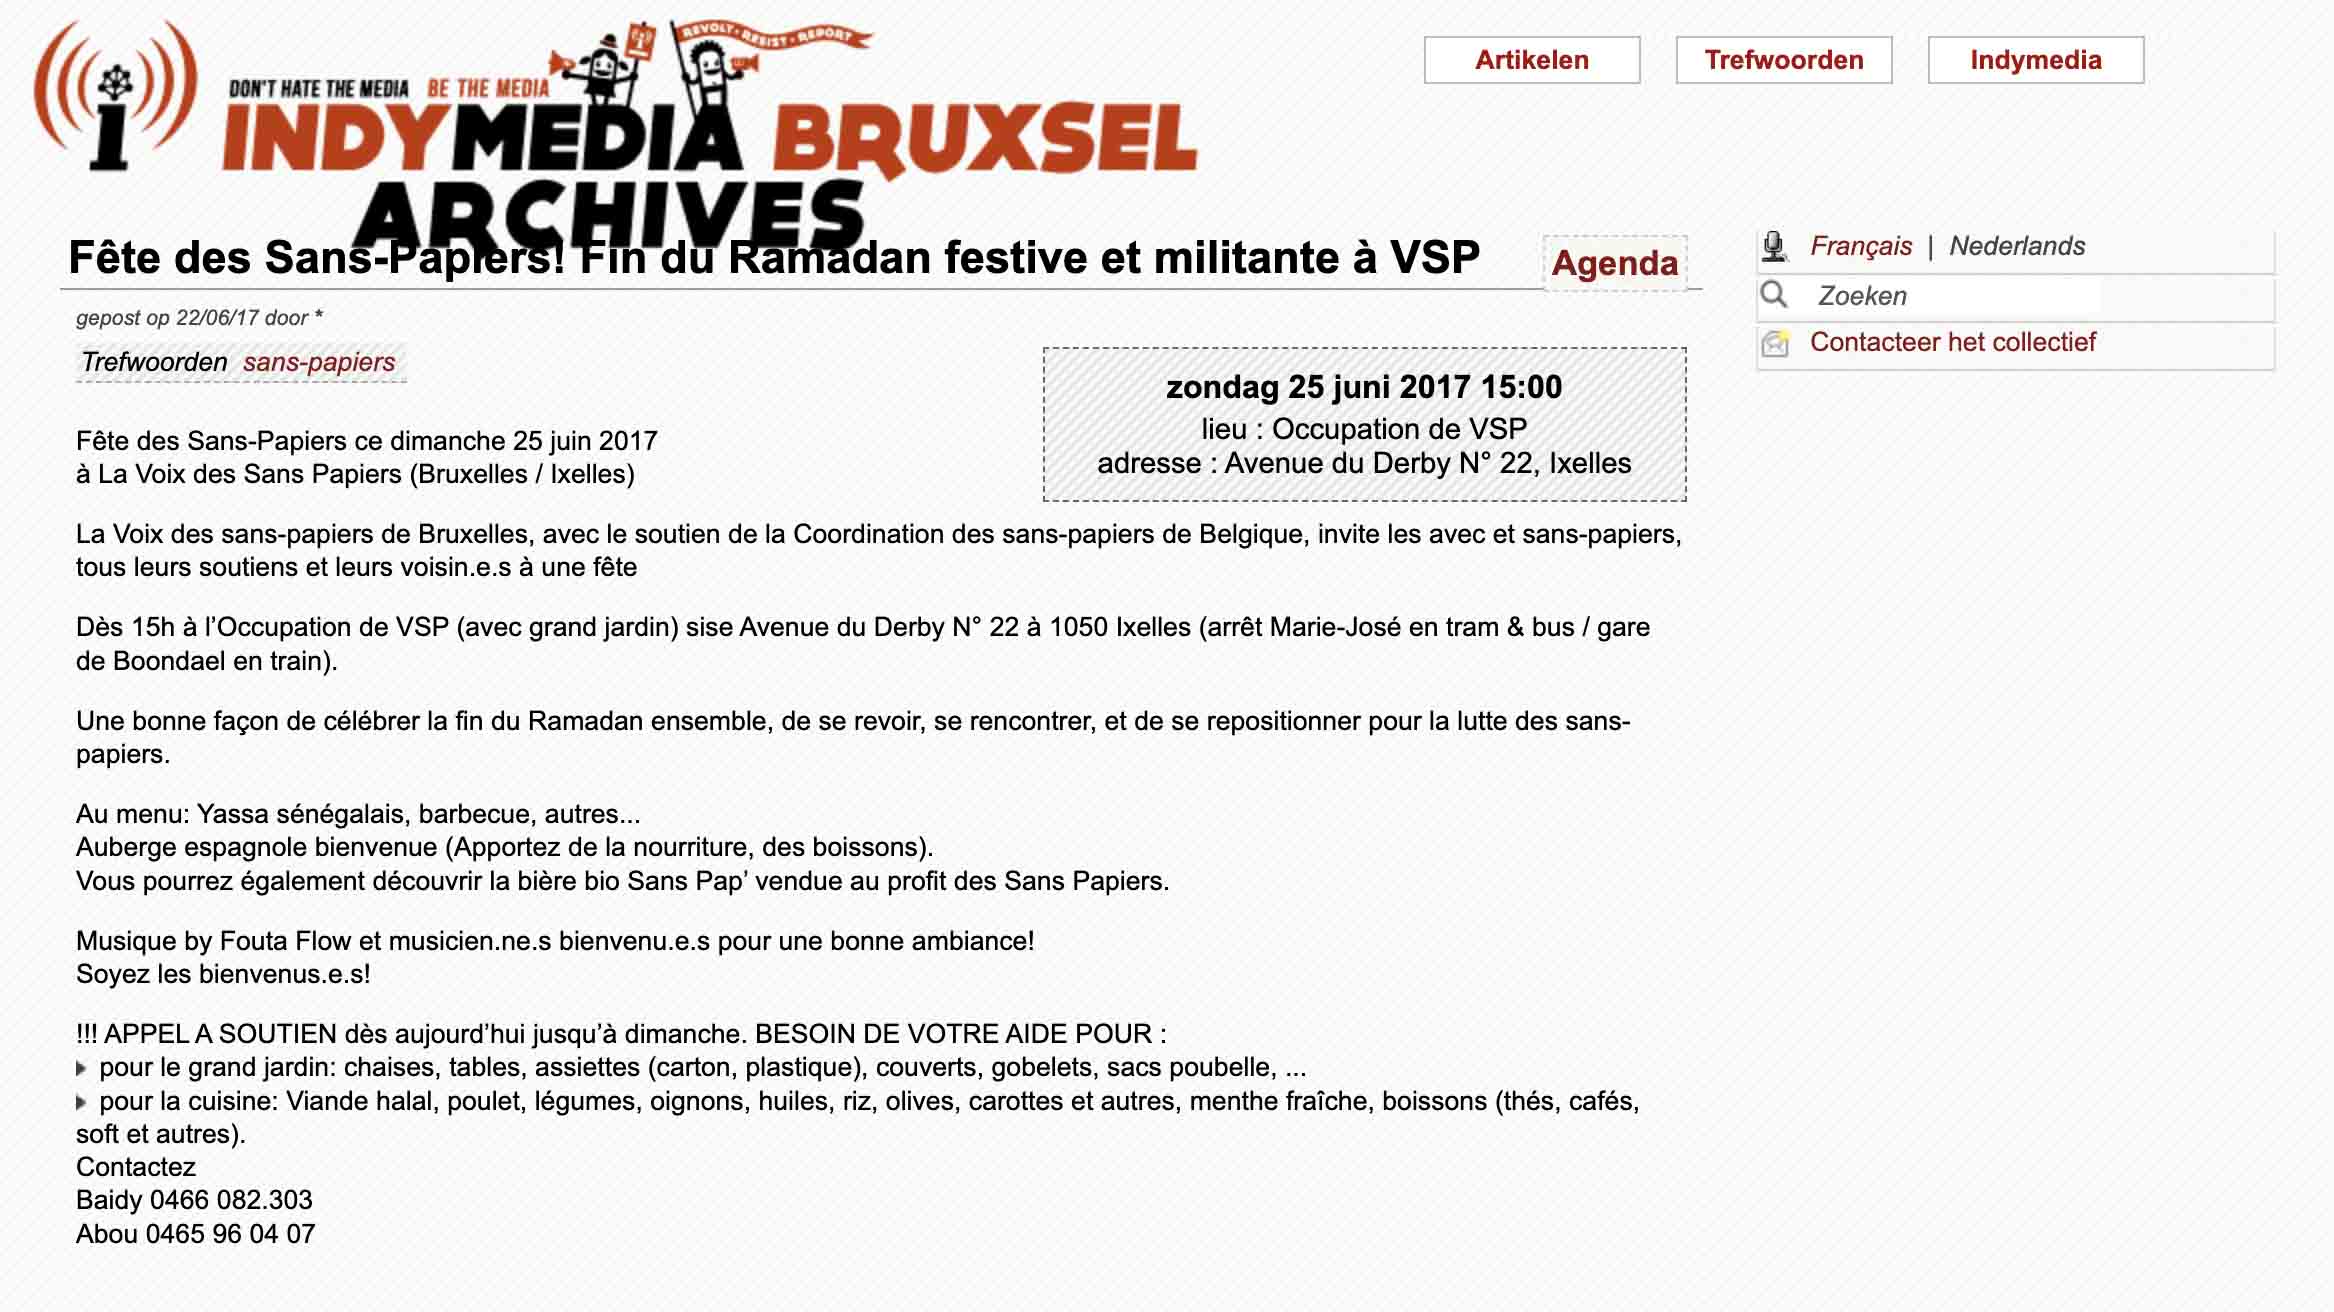 REVOLT • RESIST • REPORT
DON'T HATE THE MEDIA BE THE MEDIA
INDYMEDIA BRUXSEL
ARCHIVES
Artikelen
Trefwoorden
Indymedia
Fête des Sans-Papiers! Fin du Ramadan festive et militante à VSP
Agenda
Français | Nederlands
Zoeken
Contacteer het collectief
gepost op 22/06/17 door *
Trefwoorden sans-papiers
zondag 25 juni 2017 15:00
lieu : Occupation de VSP
adresse : Avenue du Derby N° 22, Ixelles
Fête des Sans-Papiers ce dimanche 25 juin 2017
à La Voix des Sans Papiers (Bruxelles / Ixelles)
La Voix des sans-papiers de Bruxelles, avec le soutien de la Coordination des sans-papiers de Belgique, invite les avec et sans-papiers,
tous leurs soutiens et leurs voisin.e.s à une fête
Dès 15h à l’Occupation de VSP (avec grand jardin) sise Avenue du Derby N° 22 à 1050 Ixelles (arrêt Marie-José en tram & bus / gare
de Boondael en train).
Une bonne façon de célébrer la fin du Ramadan ensemble, de se revoir, se rencontrer, et de se repositionner pour la lutte des sans-
papiers.
Au menu: Yassa sénégalais, barbecue, autres...
Auberge espagnole bienvenue (Apportez de la nourriture, des boissons).
Vous pourrez également découvrir la bière bio Sans Pap’ vendue au profit des Sans Papiers.
Musique by Fouta Flow et musicien.ne.s bienvenu.e.s pour une bonne ambiance!
Soyez les bienvenus.e.s!
!!! APPEL A SOUTIEN dès aujourd’hui jusqu’à dimanche. BESOIN DE VOTRE AIDE POUR :
pour le grand jardin: chaises, tables, assiettes (carton, plastique), couverts, gobelets, sacs poubelle, ...
pour la cuisine: Viande halal, poulet, légumes, oignons, huiles, riz, olives, carottes et autres, menthe fraîche, boissons (thés, cafés,
soft et autres).
Contactez
Baidy 0466 082.303
Abou 0465 96 04 07